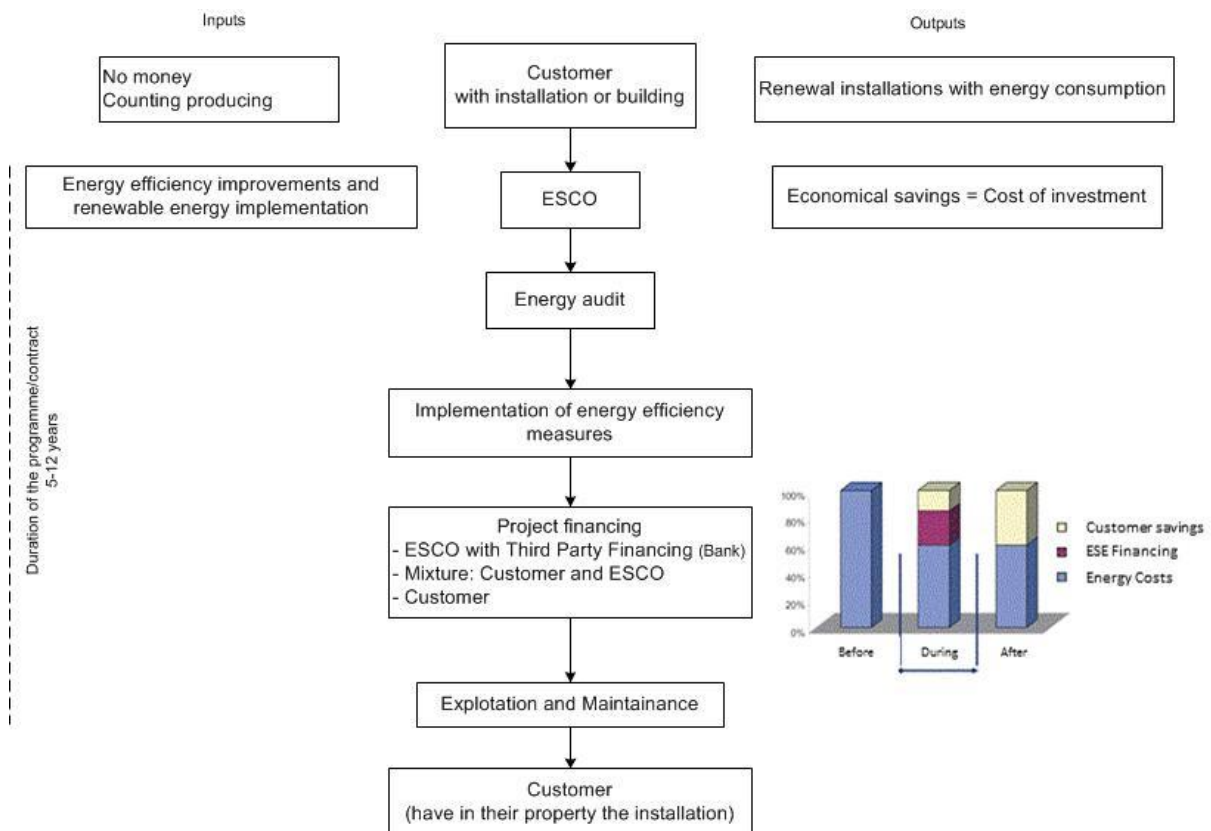 Inputs
Outputs
No money
Counting producing
Customer
with installation or building
Renewal installations with energy consumption
Energy efficiency improvements and
renewable energy implementation
ESCO
Economical savings = Cost of investment
Energy audit
Duration of the programme/contract
5-12 years
Implementation of energy efficiency
measures
Project financing
- ESCO with Third Party Financing (Bank)
- Mixture: Customer and ESCO
- Customer
100%
80%
60%
40%
20%
0%
Before
During
After
Customer savings
ESE Financing
Energy Costs
Explotation and Maintainance
Customer
(have in their property the installation)